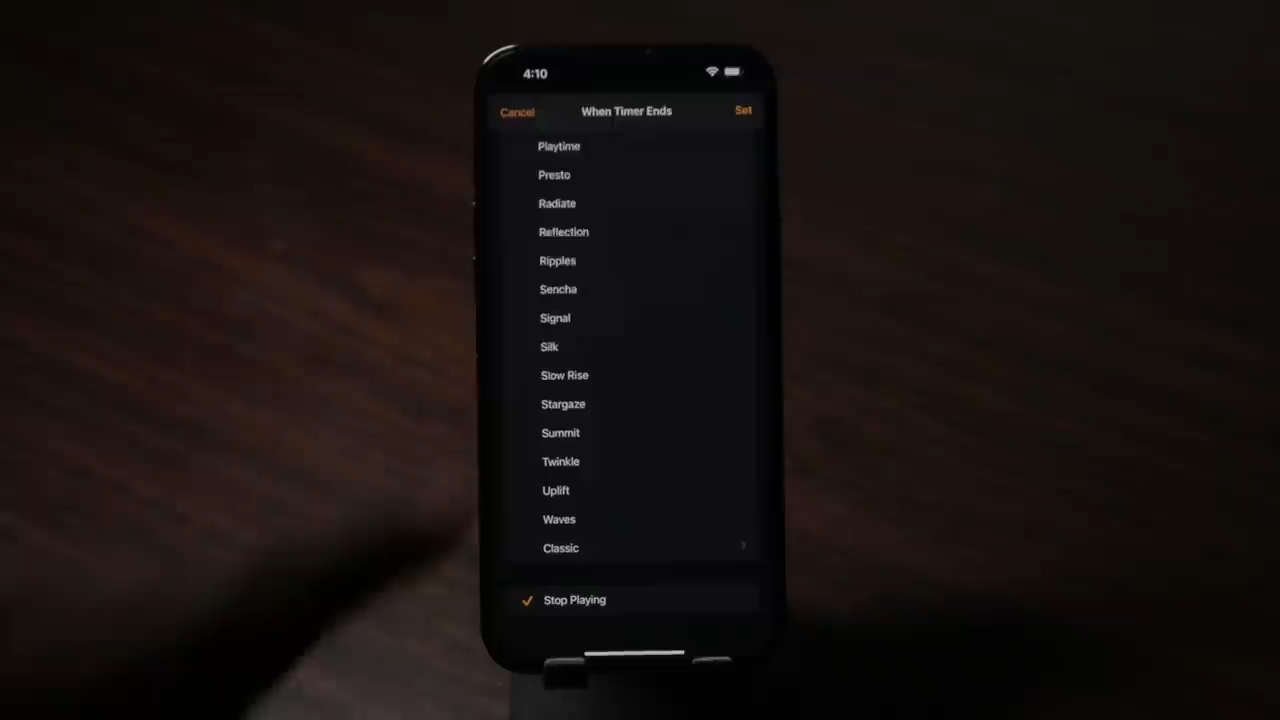 4:10
Cancel When Timer Ends Set
Playtime
Presto
Radiate
Reflection
Ripples
Sencha
Signal
Silk
Slow Rise
Stargaze
Summit
Twinkle
Uplift
Waves
Classic
Stop Playing